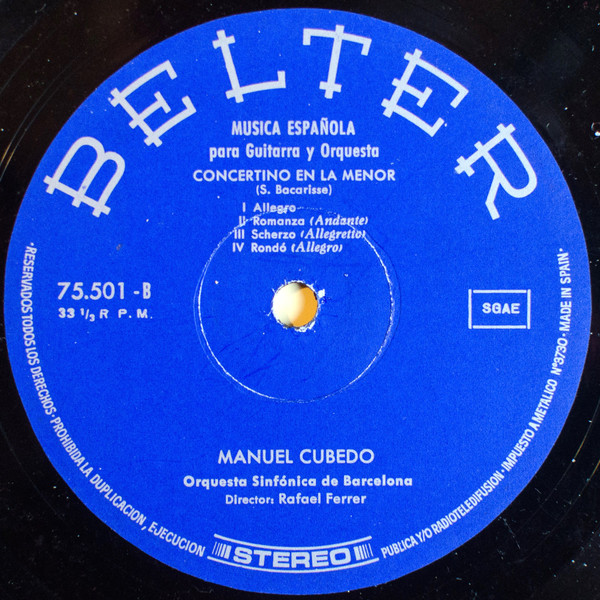 BELTER
MUSICA ESPAÑOLA
para Guitarra y Orquesta
CONCERTINO EN LA MENOR
(S. Bacarisse)
I Allegro
II Romanza (Andante)
III Scherzo (Allegretto)
IV Rondó (Allegro)
75.501 - B
33 1/3 R P. M.
SGAE
MANUEL CUBEDO
Orquesta Sinfónica de Barcelona
Director: Rafael Ferrer
STEREO
·RESERVADOS TODOS LOS DERECHOS·PROHIBIDA LA DUPLICACION, EJECUCION PUBLICA Y/O RADIOTELEDIFUSION·IMPUESTO A METALICO Nº3730·MADE IN SPAIN·